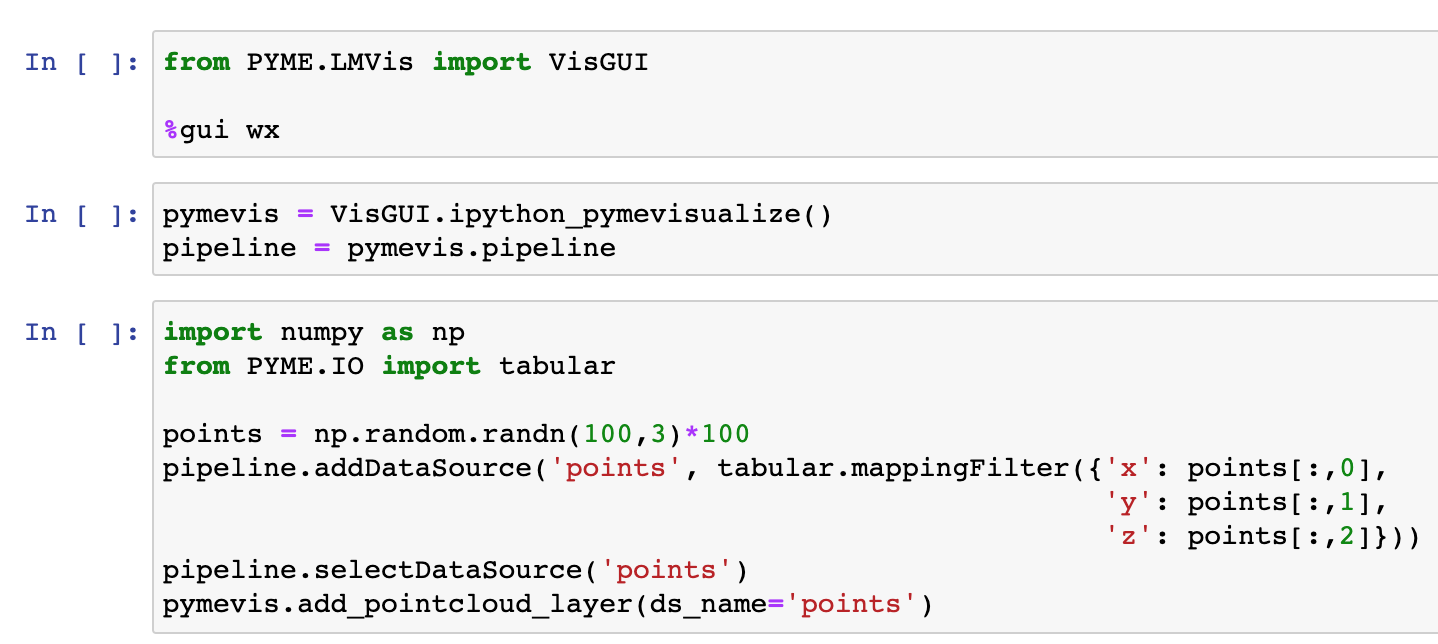 In [ ]: from PYME.LMVis import VisGUI
%gui wx
In [ ]: pymevis = VisGUI.ipython_pymevisualize()
pipeline = pymevis.pipeline
In [ ]: import numpy as np
from PYME.IO import tabular
points = np.random.randn(100,3)*100
pipeline.addDataSource('points', tabular.mappingFilter({'x': points[:,0],
'y': points[:,1],
'z': points[:,2]}))
pipeline.selectDataSource('points')
pymevis.add_pointcloud_layer(ds_name='points')